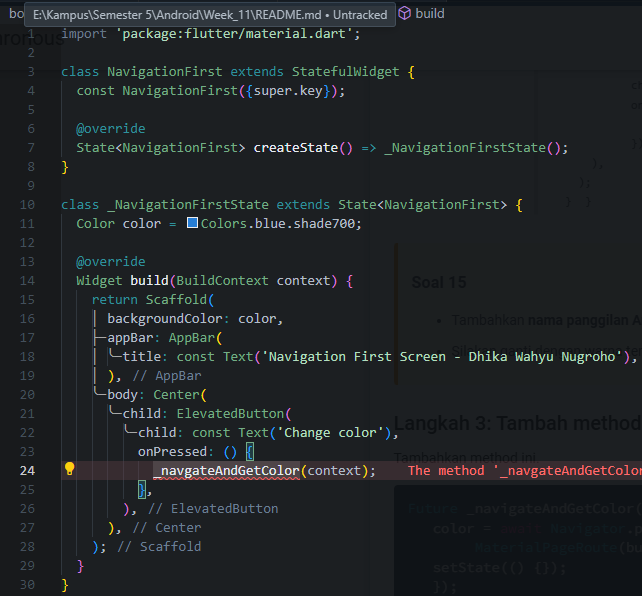 bo
E:\Kampus\Semester 5\Android\Week_11\README.md • Untracked
build
1 import 'package:flutter/material.dart';
2
3 class NavigationFirst extends StatefulWidget {
4 const NavigationFirst({super.key});
5
6 @override
7 State<NavigationFirst> createState() => _NavigationFirstState();
8 }
9
10 class _NavigationFirstState extends State<NavigationFirst> {
11 Color color = Colors.blue.shade700;
12
13 @override
14 Widget build(BuildContext context) {
15 return Scaffold(
16 backgroundColor: color,
17 appBar: AppBar(
18 title: const Text('Navigation First Screen - Dhika Wahyu Nugroho'),
19 ), // AppBar
20 body: Center(
21 child: ElevatedButton(
22 child: const Text('Change color'),
23 onPressed: () {
24 _navgateAndGetColor(context); The method '_navgateAndGetColor
25 },
26 ), // ElevatedButton
27 ), // Center
28 ); // Scaffold
29 }
30 }
Soal 15
Tambahkan nama panggilan A
Langkah 3: Tambah method
Tambahkan method ini
Future _navigateAndGetColor(
color = await Navigator.p
MaterialPageRoute(bu
setState(() {});
});